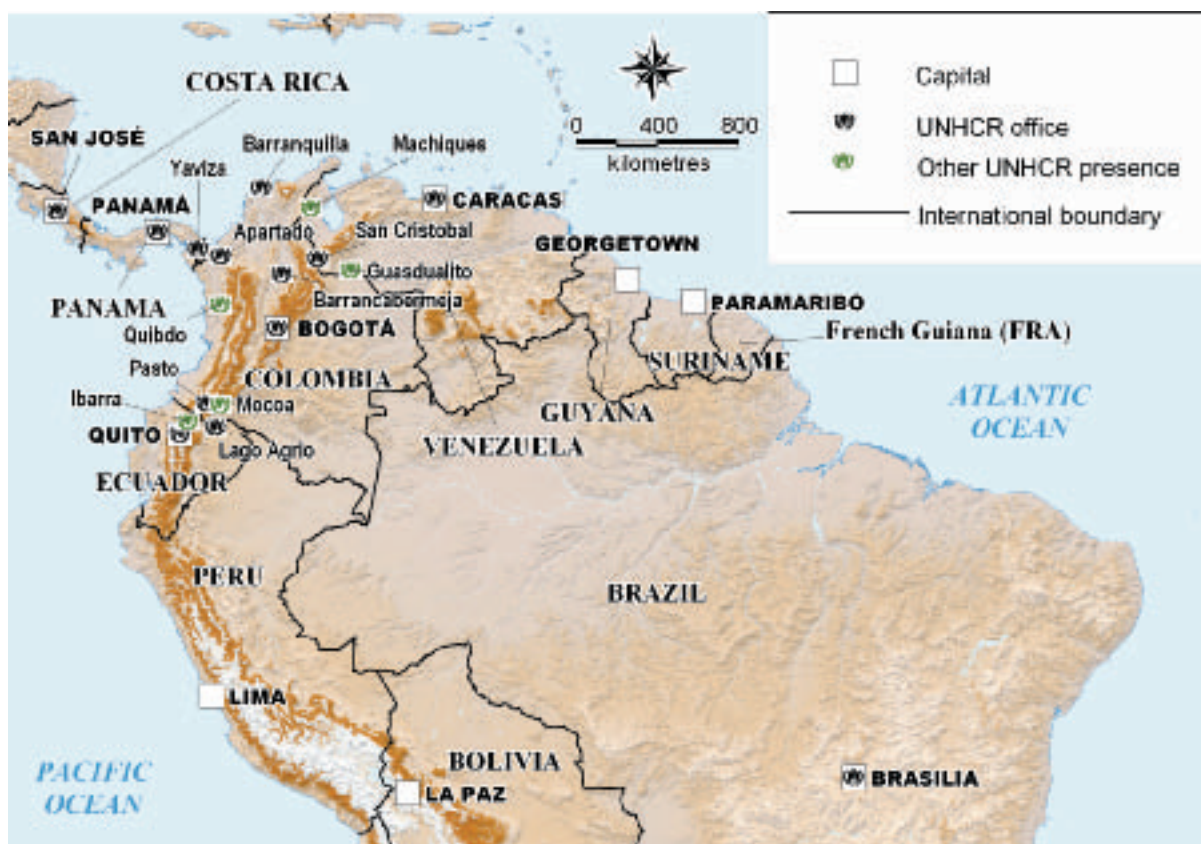 COSTA RICA
SAN JOSÉ
Barranquilla
Machiques
Yaviza
PANAMÁ
CARACAS
Apartado
San Cristobal
GEORGETOWN
Guasdualito
PANAMA
Barrancabermeja
PARAMARIBO
Quibdo
BOGOTÁ
French Guiana (FRA)
Pasto
COLOMBIA
SURINAME
Ibarra
Mocoa
GUYANA
ATLANTIC
OCEAN
QUITO
Lago Agrio
VENEZUELA
ECUADOR
PERU
BRAZIL
LIMA
BOLIVIA
PACIFIC
OCEAN
LA PAZ
BRASILIA
0 400 800
kilometres
Capital
UNHCR office
Other UNHCR presence
International boundary